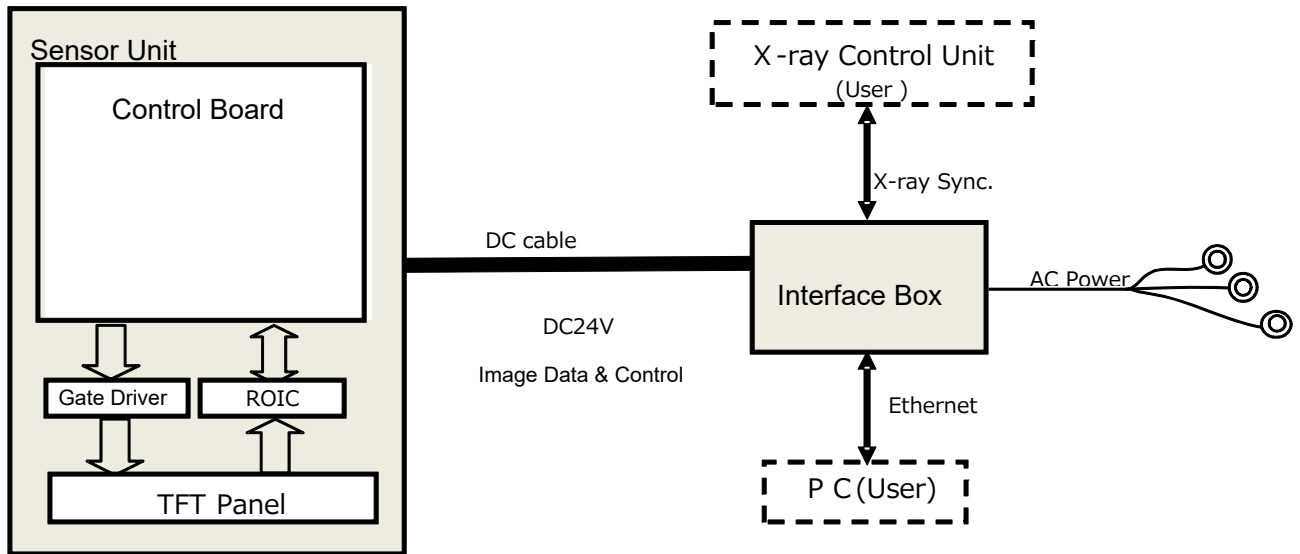 Sensor Unit
Control Board
Gate Driver
ROIC
TFT Panel
DC cable
DC24V
Image Data & Control
X-ray Control Unit
(User )
X-ray Sync.
Interface Box
AC Power
Ethernet
P C(User)